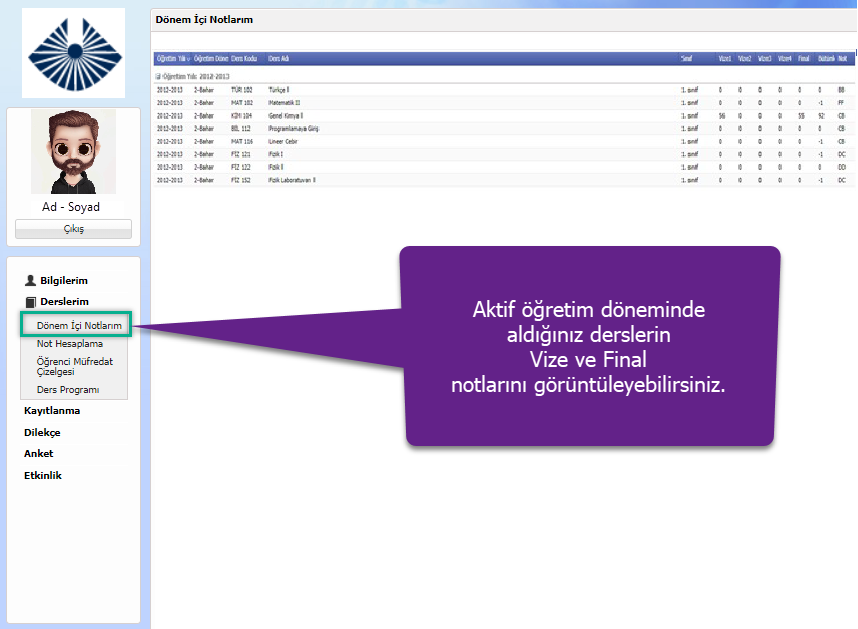 Dönem İçi Notlarım
Öğretim Yılı Öğretim Döne Ders Kodu Ders Adı Sınıf Vize1 Vize2 Vize3 Vize4 Final Bütünl Not
Öğretim Yılı: 2012-2013
2012-2013 2-Bahar TÜRI 102 Türkçe II 1. sınıf 0 0 0 0 0 0 BB
2012-2013 2-Bahar MAT 102 Matematik II 1. sınıf 0 0 0 0 0 -1 FF
2012-2013 2-Bahar KIM 104 Genel Kimya II 1. sınıf 56 0 0 0 58 92 CB
2012-2013 2-Bahar BİL 112 Programlamaya Giriş 1. sınıf 0 0 0 0 0 0 CB
2012-2013 2-Bahar MAT 116 Lineer Cebir 1. sınıf 0 0 0 0 0 -1 CB
2012-2013 2-Bahar FIZ 121 Fizik I 1. sınıf 0 0 0 0 0 -1 DC
2012-2013 2-Bahar FIZ 122 Fizik II 1. sınıf 0 0 0 0 0 0 DD
2012-2013 2-Bahar FIZ 152 Fizik Laboratuvarı II 1. sınıf 0 0 0 0 0 -1 DC
Ad - Soyad
Çıkış
Bilgilerim
Derslerim
Dönem İçi Notlarım
Not Hesaplama
Öğrenci Müfredat
Çizelgesi
Ders Programı
Kayıtlanma
Dilekçe
Anket
Etkinlik
Aktif öğretim döneminde
aldığınız derslerin
Vize ve Final
notlarını görüntüleyebilirsiniz.